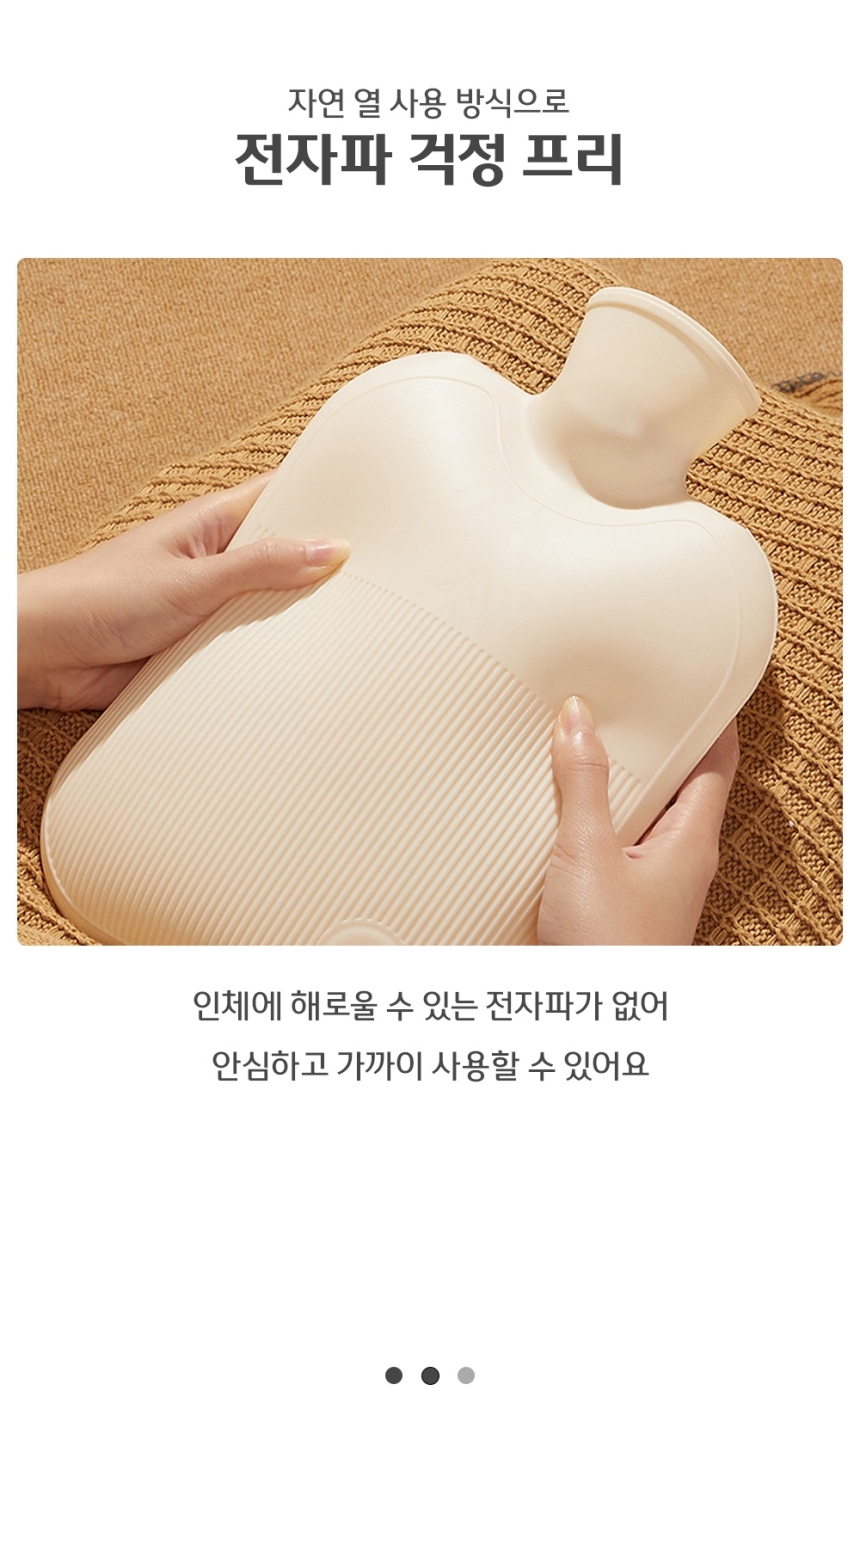 자연 열 사용 방식으로
전자파 걱정 프리
인체에 해로울 수 있는 전자파가 없어
안심하고 가까이 사용할 수 있어요